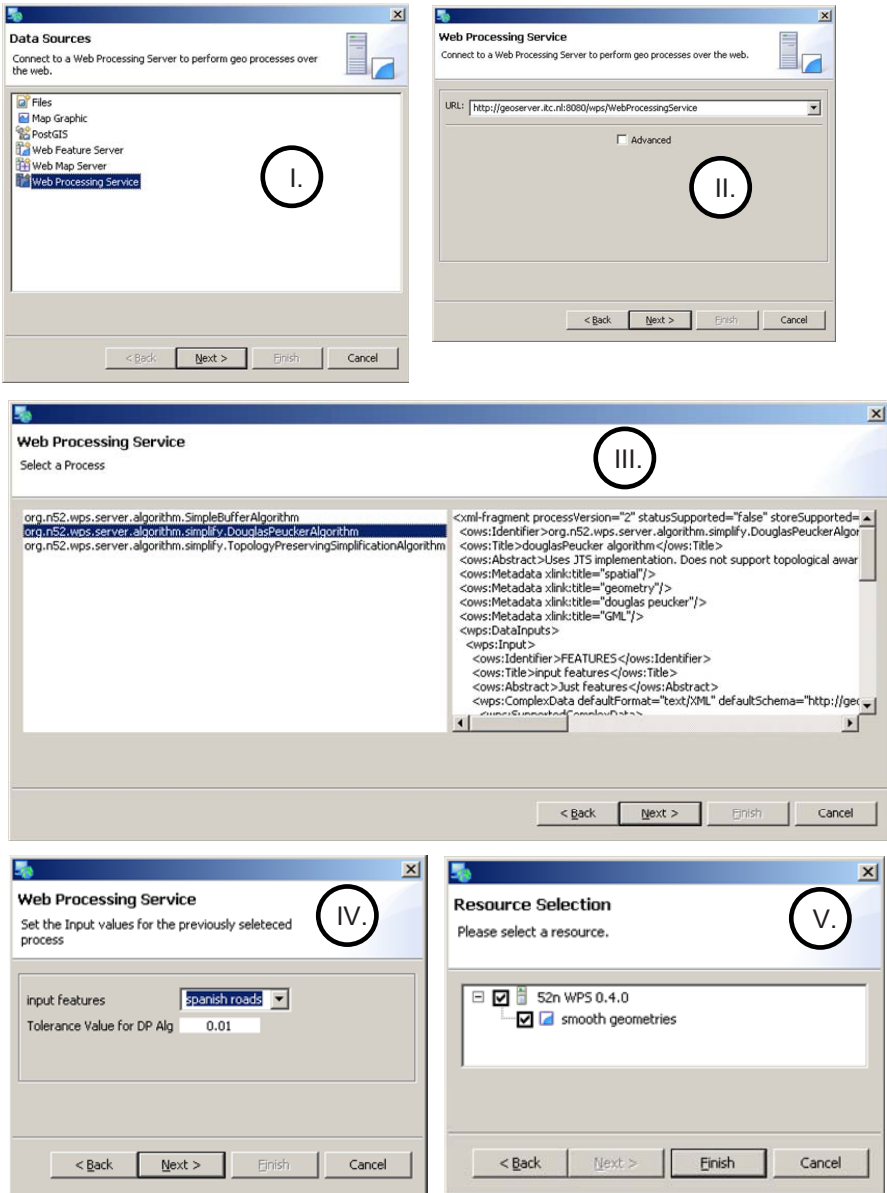 Data Sources
Connect to a Web Processing Server to perform geo processes over
the web.
Files
Map Graphic
PostGIS
Web Feature Server
Web Map Server
Web Processing Service
I.
< Back Next > Finish Cancel
Web Processing Service
Connect to a Web Processing Server to perform geo processes over the web.
URL: http://geoserver.itc.nl:8080/wps/WebProcessingService
Advanced
II.
< Back Next > Finish Cancel
Web Processing Service
Select a Process
III.
org.n52.wps.server.algorithm.SimpleBufferAlgorithm
org.n52.wps.server.algorithm.simplify.DouglasPeuckerAlgorithm
org.n52.wps.server.algorithm.simplify.TopologyPreservingSimplificationAlgorithm
<xml-fragment processVersion="2" statusSupported="false" storeSupported=
<ows:Identifier>org.n52.wps.server.algorithm.simplify.DouglasPeuckerAlgor
<ows:Title>douglasPeucker algorithm</ows:Title>
<ows:Abstract>Uses JTS implementation. Does not support topological awar
<ows:Metadata xlink:title="spatial"/>
<ows:Metadata xlink:title="geometry"/>
<ows:Metadata xlink:title="douglas peucker"/>
<ows:Metadata xlink:title="GML"/>
<wps:DataInputs>
<wps:Input>
<ows:Identifier>FEATURES</ows:Identifier>
<ows:Title>input features</ows:Title>
<ows:Abstract>Just features</ows:Abstract>
<wps:ComplexData defaultFormat="text/XML" defaultSchema="http://geo
< Back Next > Finish Cancel
Web Processing Service
Set the Input values for the previously seleteced
process
IV.
input features spanish roads
Tolerance Value for DP Alg 0.01
< Back Next > Finish Cancel
Resource Selection
Please select a resource.
V.
52n WPS 0.4.0
smooth geometries
< Back Next > Finish Cancel